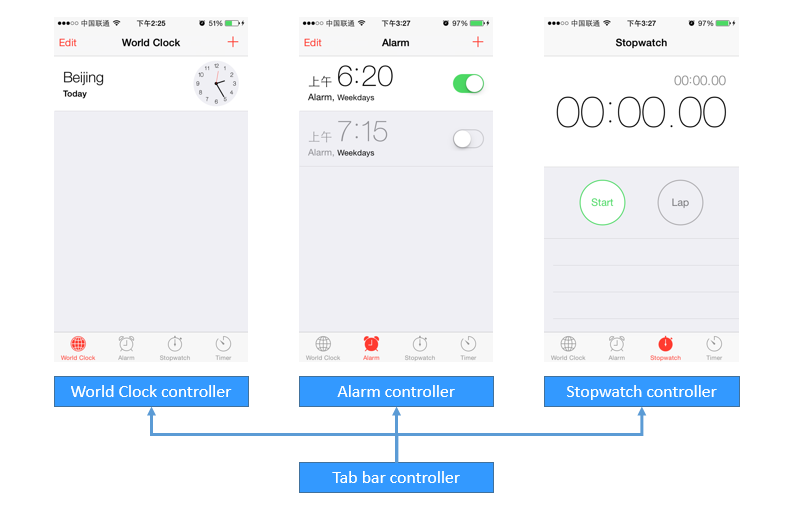 中国联通 下午2:25 51%
Edit World Clock +
Beijing
Today
12
11 1
10 2
9 3
8 4
7 5
6
World Clock Alarm Stopwatch Timer
中国联通 下午3:27 97%
Edit Alarm +
上午 6:20
Alarm, Weekdays
上午 7:15
Alarm, Weekdays
World Clock Alarm Stopwatch Timer
中国联通 下午3:27 97%
Stopwatch
00:00.00
00:00.00
Start Lap
World Clock Alarm Stopwatch Timer
World Clock controller Alarm controller Stopwatch controller
Tab bar controller